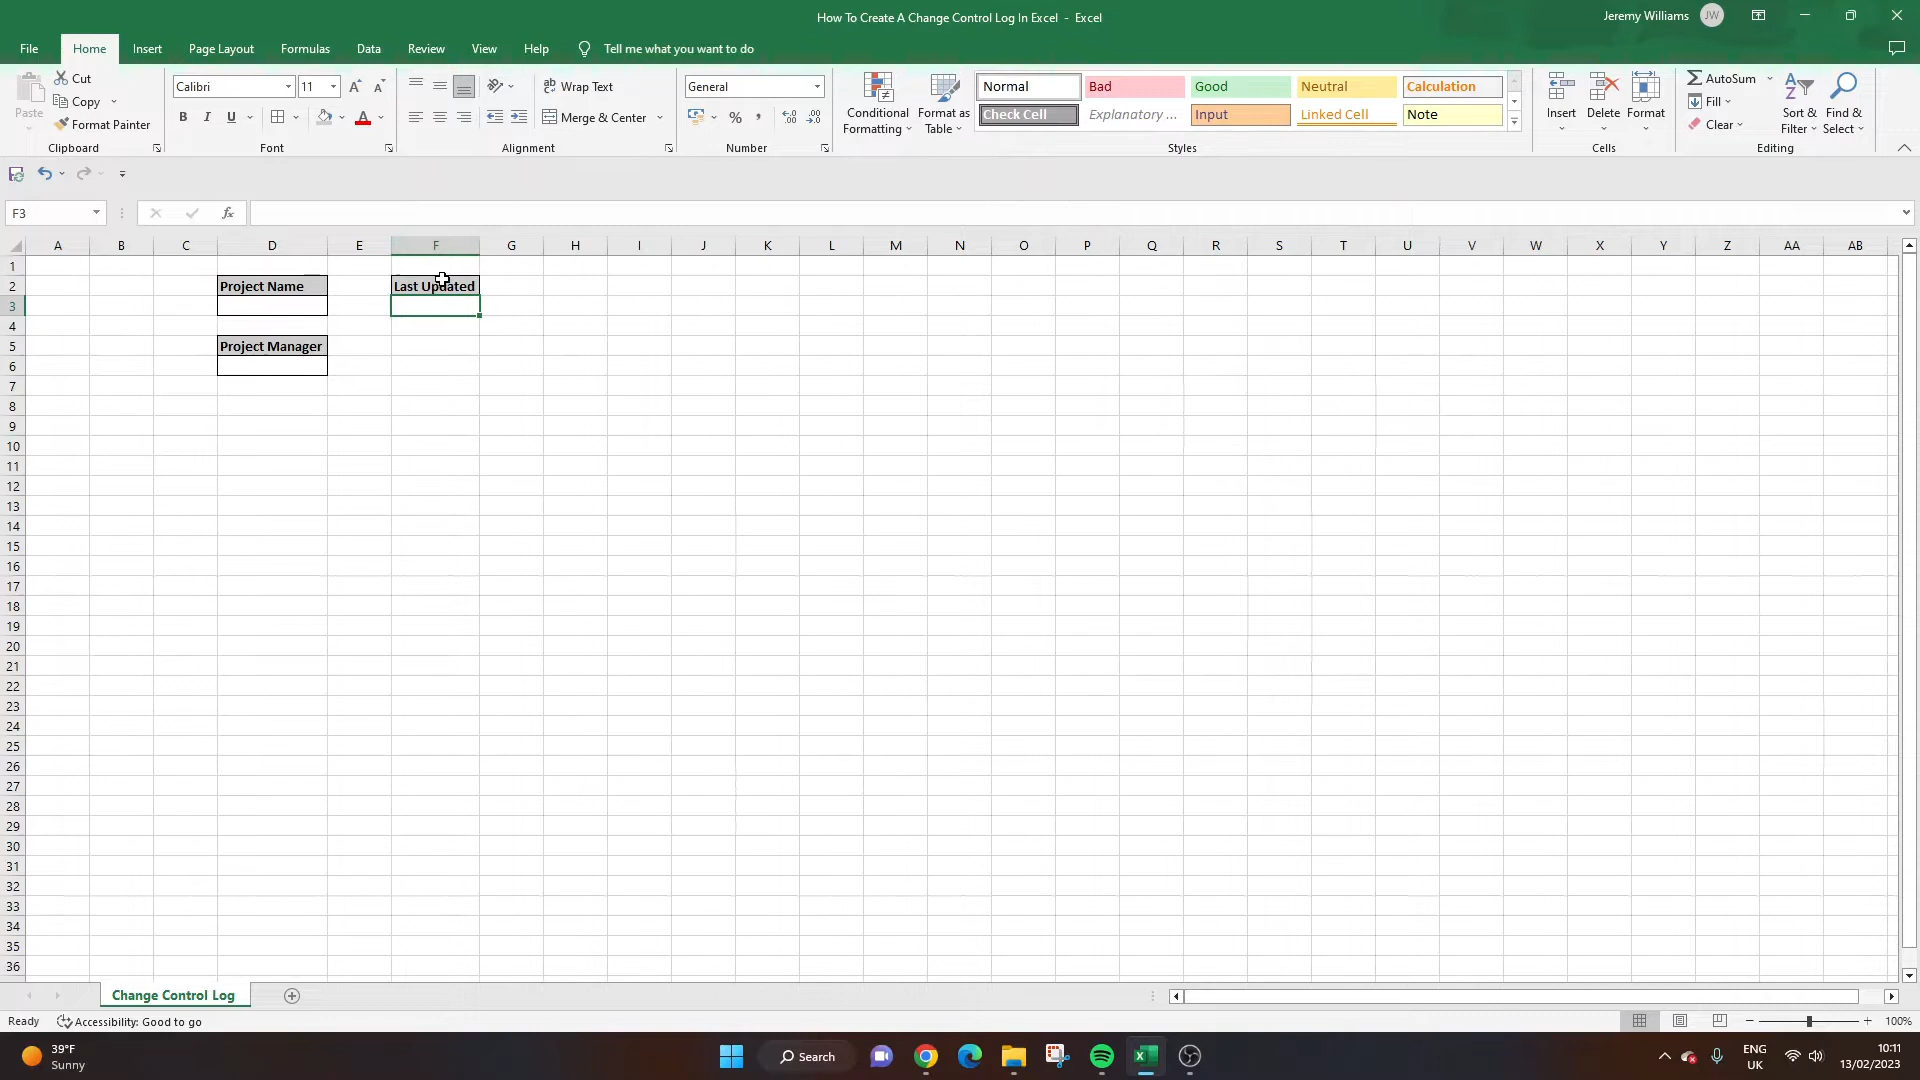 How To Create A Change Control Log In Excel - Excel
Jeremy Williams JW
File Home Insert Page Layout Formulas Data Review View Help Tell me what you want to do
Paste
Cut
Copy
Format Painter
Clipboard
Calibri 11
B I U
Font
Wrap Text
Merge & Center
Alignment
General
Number
Conditional Formatting
Format as Table
Normal Bad Good Neutral Calculation
Check Cell Explanatory ... Input Linked Cell Note
Styles
Insert Delete Format
Cells
AutoSum
Fill
Clear
Sort & Filter
Find & Select
Editing
F3
fx
A B C D E F G H I J K L M N O P Q R S T U V W X Y Z AA AB
1
2 Project Name Last Updated
3
4
5 Project Manager
6
7
8
9
10
11
12
13
14
15
16
17
18
19
20
21
22
23
24
25
26
27
28
29
30
31
32
33
34
35
36
Change Control Log
Ready Accessibility: Good to go 100%
39°F
Sunny
Search
ENG
UK
10:11
13/02/2023